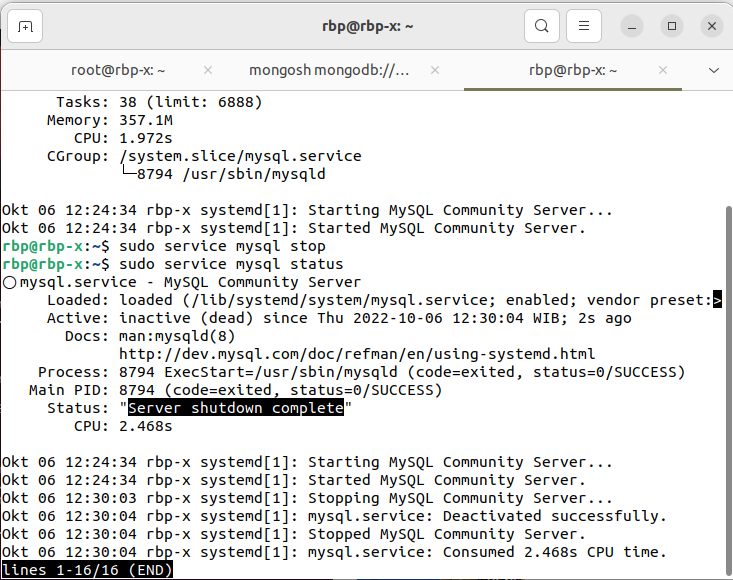 rbp@rbp-x: ~
root@rbp-x: ~
mongosh mongodb://…
rbp@rbp-x: ~
Tasks: 38 (limit: 6888)
Memory: 357.1M
CPU: 1.972s
CGroup: /system.slice/mysql.service
└─8794 /usr/sbin/mysqld
Okt 06 12:24:34 rbp-x systemd[1]: Starting MySQL Community Server...
Okt 06 12:24:34 rbp-x systemd[1]: Started MySQL Community Server.
rbp@rbp-x:~$ sudo service mysql stop
rbp@rbp-x:~$ sudo service mysql status
○ mysql.service - MySQL Community Server
Loaded: loaded (/lib/systemd/system/mysql.service; enabled; vendor preset:>
Active: inactive (dead) since Thu 2022-10-06 12:30:04 WIB; 2s ago
Docs: man:mysqld(8)
http://dev.mysql.com/doc/refman/en/using-systemd.html
Process: 8794 ExecStart=/usr/sbin/mysqld (code=exited, status=0/SUCCESS)
Main PID: 8794 (code=exited, status=0/SUCCESS)
Status: "Server shutdown complete"
CPU: 2.468s
Okt 06 12:24:34 rbp-x systemd[1]: Starting MySQL Community Server...
Okt 06 12:24:34 rbp-x systemd[1]: Started MySQL Community Server.
Okt 06 12:30:03 rbp-x systemd[1]: Stopping MySQL Community Server...
Okt 06 12:30:04 rbp-x systemd[1]: mysql.service: Deactivated successfully.
Okt 06 12:30:04 rbp-x systemd[1]: Stopped MySQL Community Server.
Okt 06 12:30:04 rbp-x systemd[1]: mysql.service: Consumed 2.468s CPU time.
lines 1-16/16 (END)